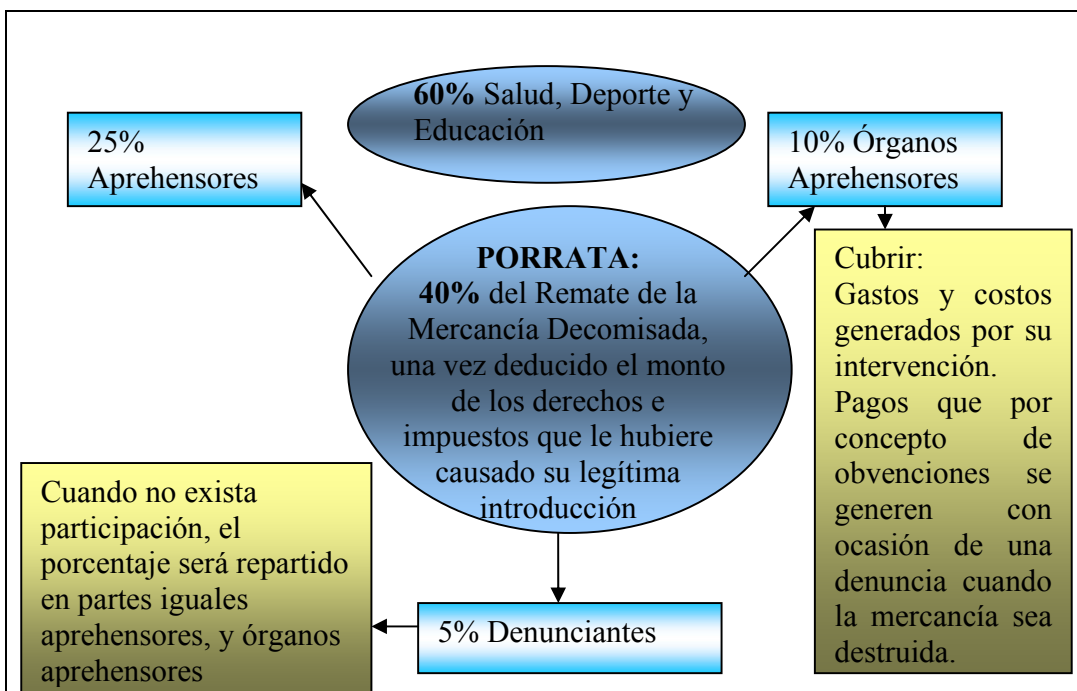 60% Salud, Deporte y
Educación
25%
Aprehensores
10% Órganos
Aprehensores
PORRATA:
40% del Remate de la
Mercancía Decomisada,
una vez deducido el monto
de los derechos e
impuestos que le hubiere
causado su legítima
introducción
Cubrir:
Gastos y costos
generados por su
intervención.
Pagos que por
concepto de
obvenciones se
generen con
ocasión de una
denuncia cuando
la mercancía sea
destruida.
Cuando no exista
participación, el
porcentaje será repartido
en partes iguales
aprehensores, y órganos
aprehensores
5% Denunciantes